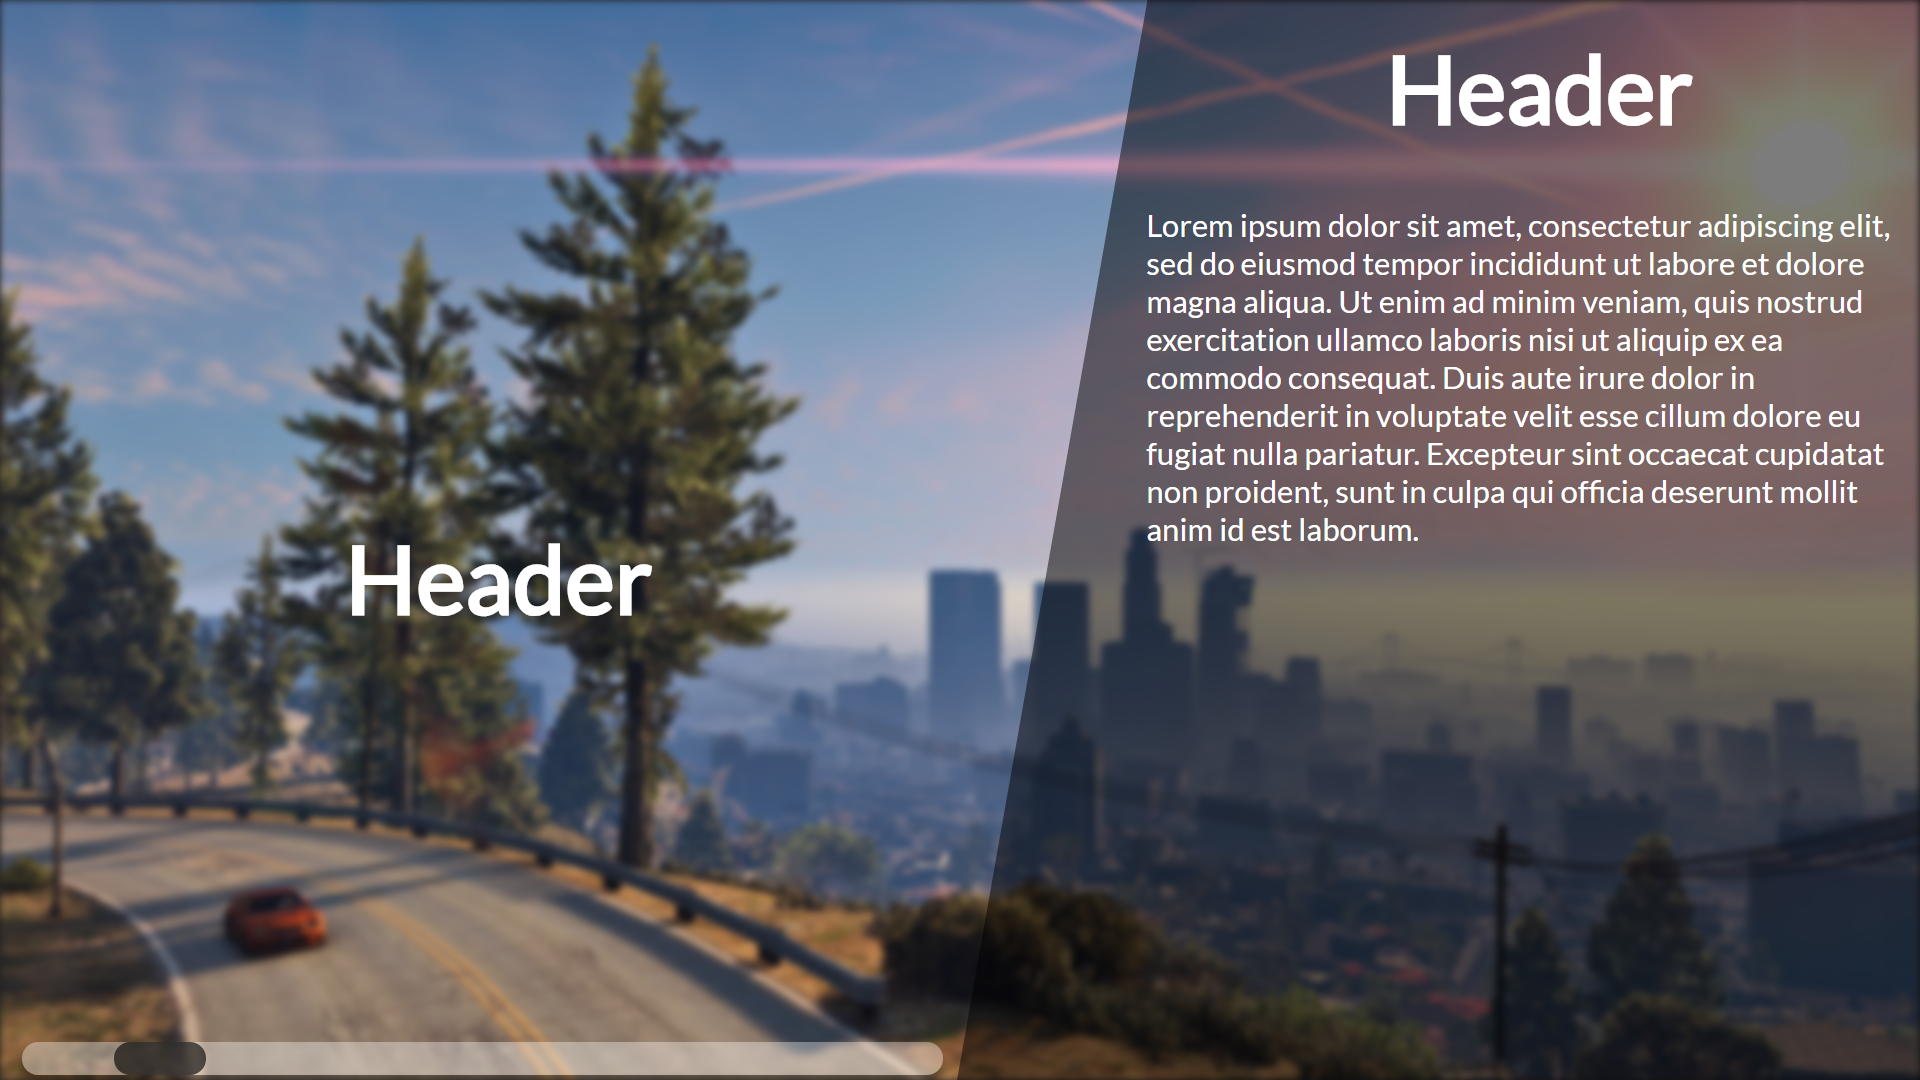 Header
Lorem ipsum dolor sit amet, consectetur adipiscing elit,
sed do eiusmod tempor incididunt ut labore et dolore
magna aliqua. Ut enim ad minim veniam, quis nostrud
exercitation ullamco laboris nisi ut aliquip ex ea
commodo consequat. Duis aute irure dolor in
reprehenderit in voluptate velit esse cillum dolore eu
fugiat nulla pariatur. Excepteur sint occaecat cupidatat
non proident, sunt in culpa qui officia deserunt mollit
anim id est laborum.
Header